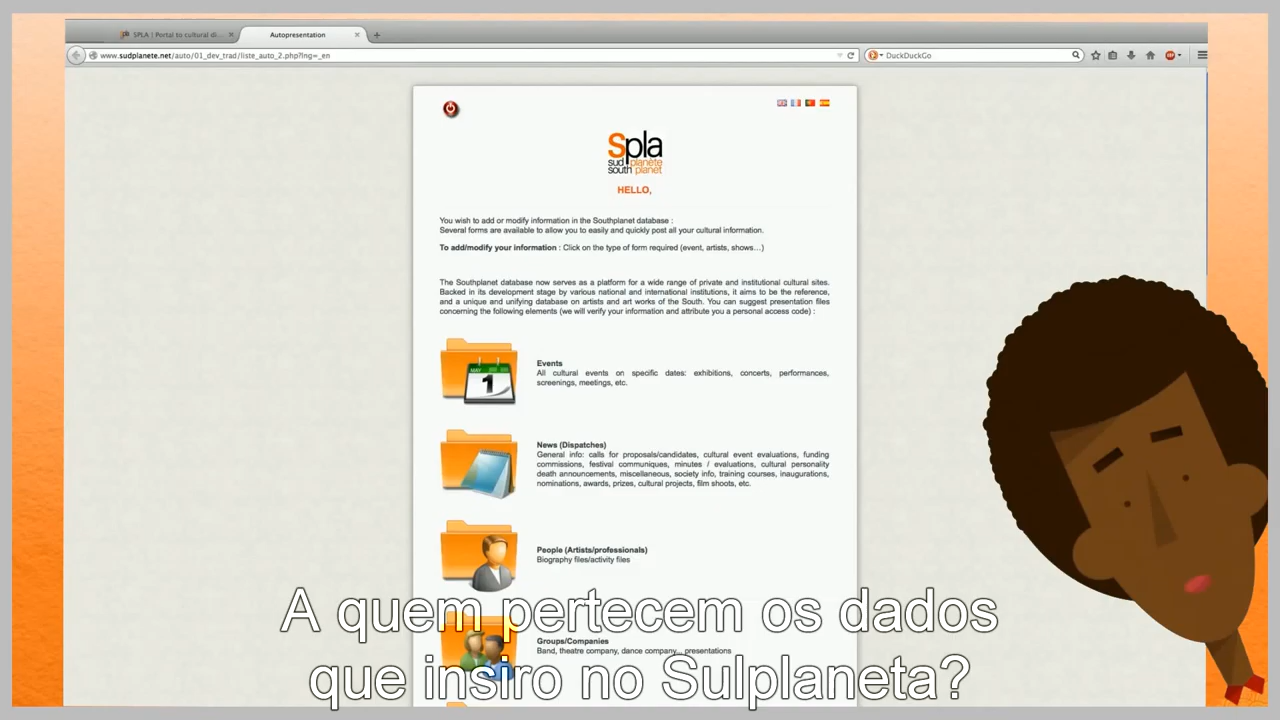 SPLA | Portal to cultural di...
Autopresentation
www.sudplanete.net/auto/01_dev_trad/liste_auto_2.php?lng=_en
DuckDuckGo
Spla
sud planète
south planet
HELLO,
You wish to add or modify information in the Southplanet database :
Several forms are available to allow you to easily and quickly post all your cultural information.
To add/modify your information : Click on the type of form required (event, artists, shows…)
The Southplanet database now serves as a platform for a wide range of private and institutional cultural sites.
Backed in its development stage by various national and international institutions, it aims to be the reference,
and a unique and unifying database on artists and art works of the South. You can suggest presentation files
concerning the following elements (we will verify your information and attribute you a personal access code) :
MAY
1
Events
All cultural events on specific dates: exhibitions, concerts, performances,
screenings, meetings, etc.
News (Dispatches)
General info: calls for proposals/candidates, cultural event evaluations, funding
commissions, festival communiques, minutes / evaluations, cultural personality
death announcements, miscellaneous, society info, training courses, inaugurations,
nominations, awards, prizes, cultural projects, film shoots, etc.
People (Artists/professionals)
Biography files/activity files
Groups/Companies
Band, theatre company, dance company... presentations
A quem pertecem os dados
que insiro no Sulplaneta?